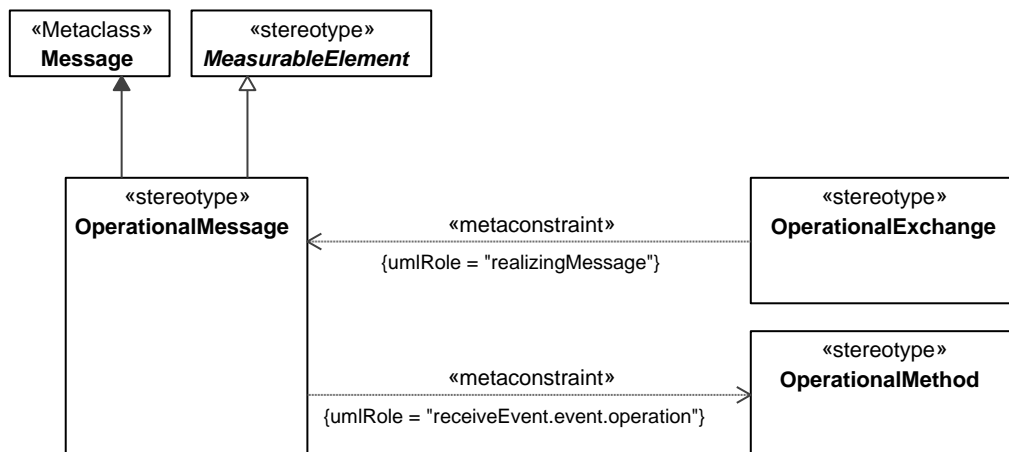 «Metaclass»
Message
«stereotype»
MeasurableElement
«stereotype»
OperationalMessage
«metaconstraint»
{umlRole = "realizingMessage"}
«stereotype»
OperationalExchange
«metaconstraint»
{umlRole = "receiveEvent.event.operation"}
«stereotype»
OperationalMethod